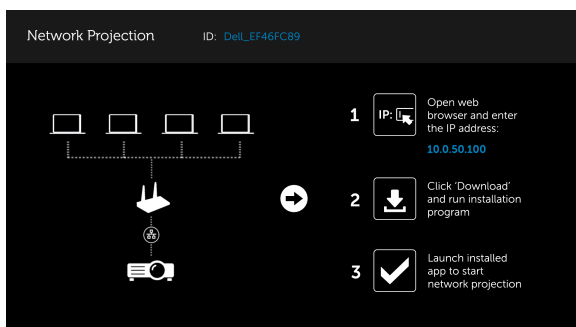 Network Projection
ID: Dell_EF46FC89
1
IP:
Open web
browser and enter
the IP address:
10.0.50.100
2
Click ‘Download’
and run installation
program
3
Launch installed
app to start
network projection